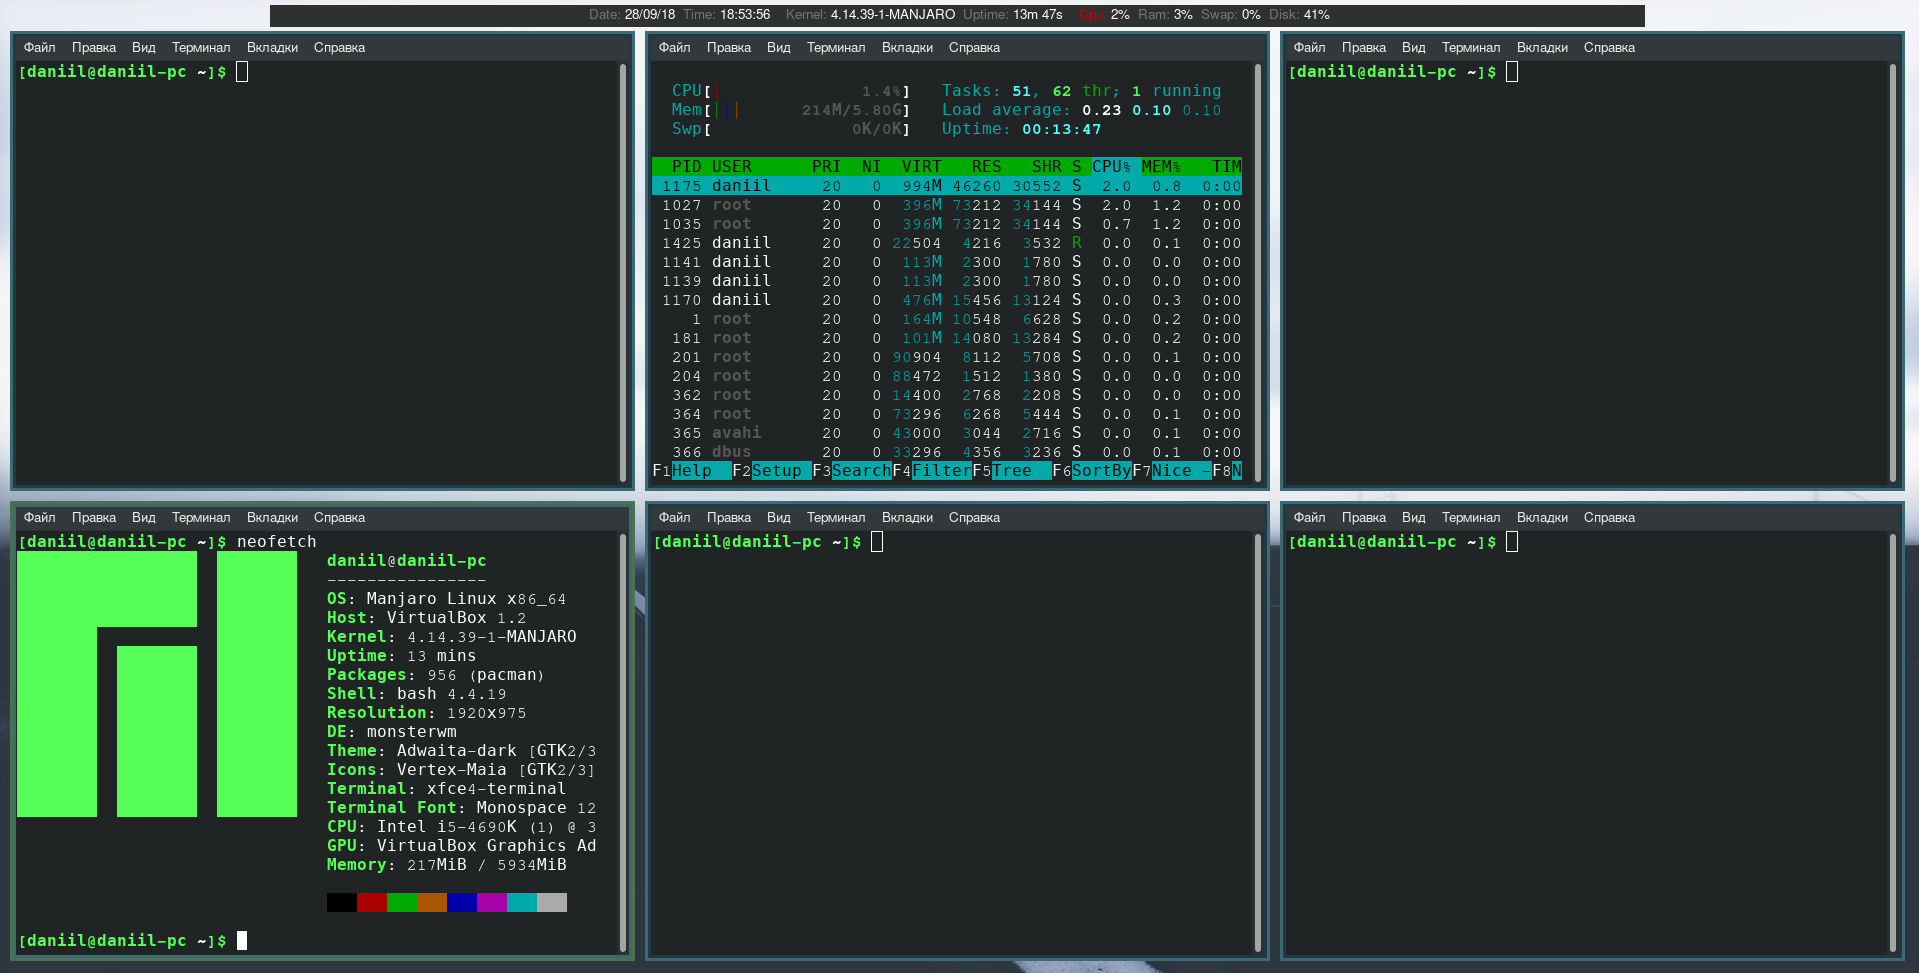 Date: 28/09/18 Time: 18:53:56 Kernel: 4.14.39-1-MANJARO Uptime: 13m 47s Cpu: 2% Ram: 3% Swap: 0% Disk: 41%
Файл Правка Вид Терминал Вкладки Справка
[daniil@daniil-pc ~]$
Файл Правка Вид Терминал Вкладки Справка
CPU[| 1.4%] Tasks: 51, 62 thr; 1 running
Mem[||| 214M/5.80G] Load average: 0.23 0.10 0.10
Swp[ 0K/0K] Uptime: 00:13:47
PID USER PRI NI VIRT RES SHR S CPU% MEM% TIM
1175 daniil 20 0 994M 46260 30552 S 2.0 0.8 0:00
1027 root 20 0 396M 73212 34144 S 2.0 1.2 0:00
1035 root 20 0 396M 73212 34144 S 0.7 1.2 0:00
1425 daniil 20 0 22504 4216 3532 R 0.0 0.1 0:00
1141 daniil 20 0 113M 2300 1780 S 0.0 0.0 0:00
1139 daniil 20 0 113M 2300 1780 S 0.0 0.0 0:00
1170 daniil 20 0 476M 15456 13124 S 0.0 0.3 0:00
1 root 20 0 164M 10548 6628 S 0.0 0.2 0:00
181 root 20 0 101M 14080 13284 S 0.0 0.2 0:00
201 root 20 0 90904 8112 5708 S 0.0 0.1 0:00
204 root 20 0 88472 1512 1380 S 0.0 0.0 0:00
362 root 20 0 14400 2768 2208 S 0.0 0.0 0:00
364 root 20 0 73296 6268 5444 S 0.0 0.1 0:00
365 avahi 20 0 43000 3044 2716 S 0.0 0.1 0:00
366 dbus 20 0 33296 4356 3236 S 0.0 0.1 0:00
F1Help F2Setup F3SearchF4FilterF5Tree F6SortByF7Nice -F8N
Файл Правка Вид Терминал Вкладки Справка
[daniil@daniil-pc ~]$
Файл Правка Вид Терминал Вкладки Справка
[daniil@daniil-pc ~]$ neofetch
daniil@daniil-pc
----------------
OS: Manjaro Linux x86_64
Host: VirtualBox 1.2
Kernel: 4.14.39-1-MANJARO
Uptime: 13 mins
Packages: 956 (pacman)
Shell: bash 4.4.19
Resolution: 1920x975
DE: monsterwm
Theme: Adwaita-dark [GTK2/3
Icons: Vertex-Maia [GTK2/3]
Terminal: xfce4-terminal
Terminal Font: Monospace 12
CPU: Intel i5-4690K (1) @ 3
GPU: VirtualBox Graphics Ad
Memory: 217MiB / 5934MiB
[daniil@daniil-pc ~]$
Файл Правка Вид Терминал Вкладки Справка
[daniil@daniil-pc ~]$
Файл Правка Вид Терминал Вкладки Справка
[daniil@daniil-pc ~]$